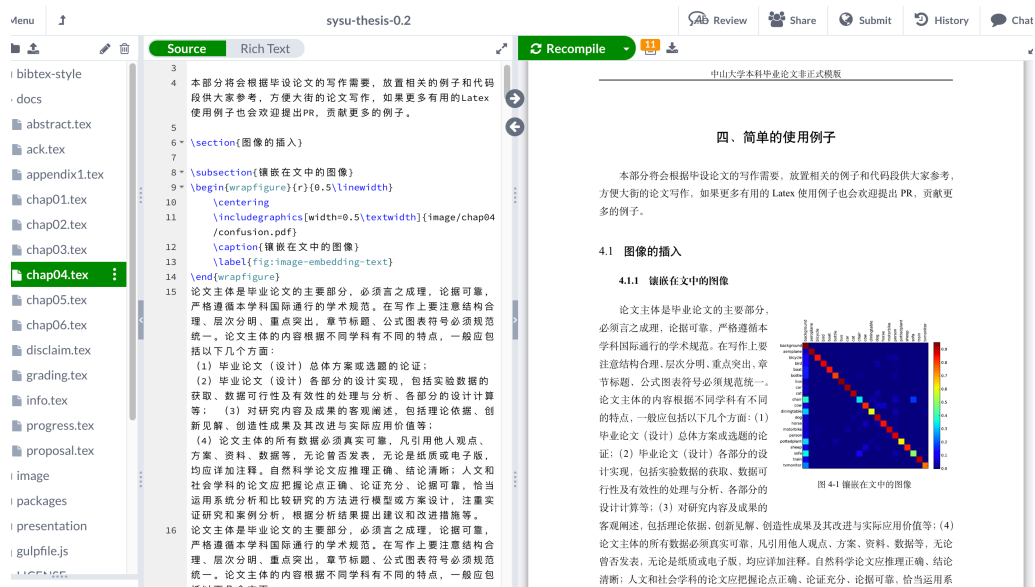 Menu
sysu-thesis-0.2
Review
Share
Submit
History
Chat
Source
Rich Text
Recompile
11
bibtex-style
docs
abstract.tex
ack.tex
appendix1.tex
chap01.tex
chap02.tex
chap03.tex
chap04.tex
chap05.tex
chap06.tex
disclaim.tex
grading.tex
info.tex
progress.tex
proposal.tex
image
packages
presentation
gulpfile.js
3
4 本部分将会根据毕设论文的写作需要，放置相关的例子和代码
段供大家参考，方便大街的论文写作，如果更多有用的Latex
使用例子也会欢迎提出PR，贡献更多的例子。
5
6 \section{图像的插入}
7
8 \subsection{镶嵌在文中的图像}
9 \begin{wrapfigure}{r}{0.5\linewidth}
10 \centering
11 \includegraphics[width=0.5\textwidth]{image/chap04
/confusion.pdf}
12 \caption{镶嵌在文中的图像}
13 \label{fig:image-embedding-text}
14 \end{wrapfigure}
15 论文主体是毕业论文的主要部分，必须言之成理，论据可靠，
严格遵循本学科国际通行的学术规范。在写作上要注意结构合
理、层次分明、重点突出，章节标题、公式图表符号必须规范
统一。论文主体的内容根据不同学科有不同的特点，一般应包
括以下几个方面：
（1）毕业论文（设计）总体方案或选题的论证；
（2）毕业论文（设计）各部分的设计实现，包括实验数据的
获取、数据可行性及有效性的处理与分析、各部分的设计计算
等； （3）对研究内容及成果的客观阐述，包括理论依据、创
新见解、创造性成果及其改进与实际应用价值等；
（4）论文主体的所有数据必须真实可靠，凡引用他人观点、
方案、资料、数据等，无论曾否发表，无论是纸质或电子版，
均应详加注释。自然科学论文应推理正确、结论清晰；人文和
社会学科的论文应把握论点正确、论证充分、论据可靠，恰当
运用系统分析和比较研究的方法进行模型或方案设计，注重实
证研究和案例分析，根据分析结果提出建议和改进措施等。
16 论文主体是毕业论文的主要部分，必须言之成理，论据可靠，
严格遵循本学科国际通行的学术规范。在写作上要注意结构合
理、层次分明、重点突出，章节标题、公式图表符号必须规范
统一。论文主体的内容根据不同学科有不同的特点，一般应包
中山大学本科毕业论文非正式模版
四、简单的使用例子
本部分将会根据毕设论文的写作需要，放置相关的例子和代码段供大家参考，
方便大街的论文写作，如果更多有用的 Latex 使用例子也会欢迎提出 PR，贡献更
多的例子。
4.1 图像的插入
4.1.1 镶嵌在文中的图像
论文主体是毕业论文的主要部分，
必须言之成理，论据可靠，严格遵循本
学科国际通行的学术规范。在写作上要
注意结构合理、层次分明、重点突出，章
节标题、公式图表符号必须规范统一。
论文主体的内容根据不同学科有不同
的特点，一般应包括以下几个方面：（1）
毕业论文（设计）总体方案或选题的论
证；（2）毕业论文（设计）各部分的设
计实现，包括实验数据的获取、数据可
行性及有效性的处理与分析、各部分的
设计计算等；（3）对研究内容及成果的
图 4-1 镶嵌在文中的图像
客观阐述，包括理论依据、创新见解、创造性成果及其改进与实际应用价值等；（4）
论文主体的所有数据必须真实可靠，凡引用他人观点、方案、资料、数据等，无论
曾否发表，无论是纸质或电子版，均应详加注释。自然科学论文应推理正确、结论
清晰；人文和社会学科的论文应把握论点正确、论证充分、论据可靠，恰当运用系